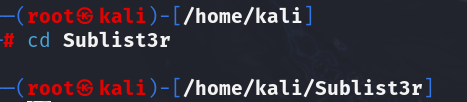 ─(root㉿kali)-[/home/kali]
# cd Sublist3r
─(root㉿kali)-[/home/kali/Sublist3r]